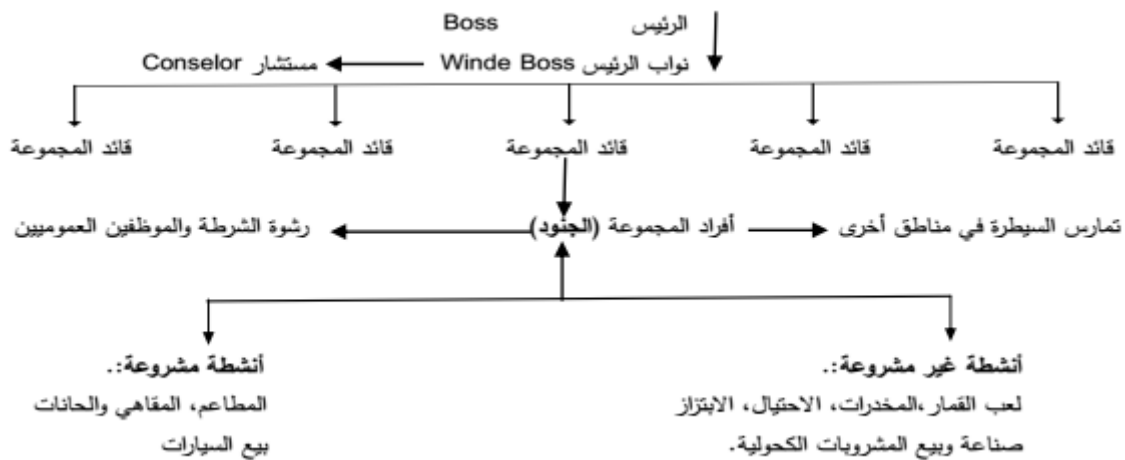 الرئيس Boss
نواب الرئيس Winde Boss مستشار Conselor
قائد المجموعة قائد المجموعة قائد المجموعة قائد المجموعة قائد المجموعة
تمارس السيطرة في مناطق أخرى أفراد المجموعة (الجنود) رشوة الشرطة والموظفين العموميين
أنشطة غير مشروعة:.
لعب القمار ،المخدرات، الاحتيال، الابتزاز
صناعة وبيع المشروبات الكحولية.
أنشطة مشروعة:.
المطاعم، المقاهي والحانات
بيع السيارات